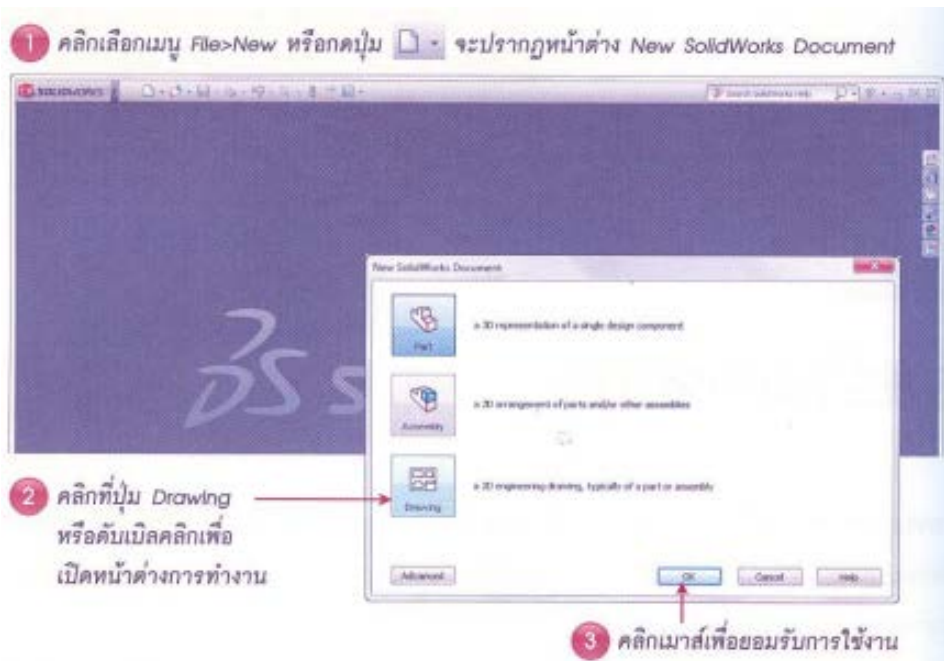 1 คลิกเลือกเมนู File>New หรือกดปุ่ม จะปรากฏหน้าต่าง New SolidWorks Document
SOLIDWORKS
Search SolidWorks Help
New SolidWorks Document
Part
a 3D representation of a single design component
Assembly
a 3D arrangement of parts and/or other assemblies
Drawing
a 2D engineering drawing, typically of a part or assembly
2 คลิกที่ปุ่ม Drawing
หรือดับเบิลคลิกเพื่อ
เปิดหน้าต่างการทำงาน
Advanced
OK
Cancel
Help
3 คลิกเมาส์เพื่อยอมรับการใช้งาน